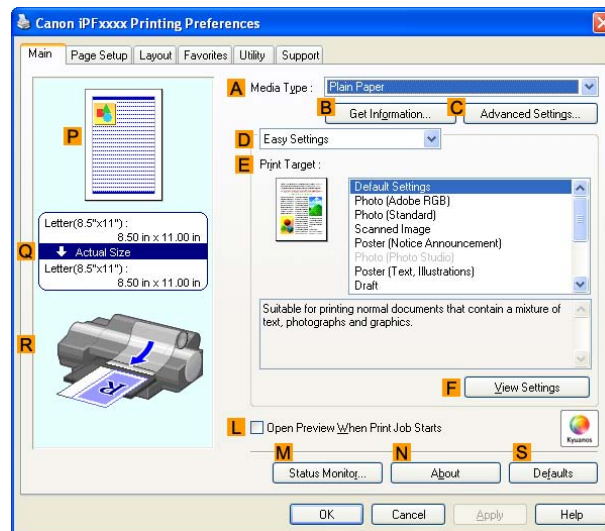 Canon iPFxxxx Printing Preferences
Main Page Setup Layout Favorites Utility Support
A Media Type : Plain Paper
B Get Information... C Advanced Settings...
D Easy Settings
E Print Target :
Default Settings
Photo (Adobe RGB)
Photo (Standard)
Scanned Image
Poster (Notice Announcement)
Photo (Photo Studio)
Poster (Text, Illustrations)
Draft
Suitable for printing normal documents that contain a mixture of
text, photographs and graphics.
F View Settings
P
Q
Letter(8.5"x11") :
8.50 in x 11.00 in
Actual Size
Letter(8.5"x11") :
8.50 in x 11.00 in
R
R
L Open Preview When Print Job Starts
Kyuanos
M Status Monitor... N About S Defaults
OK Cancel Apply Help